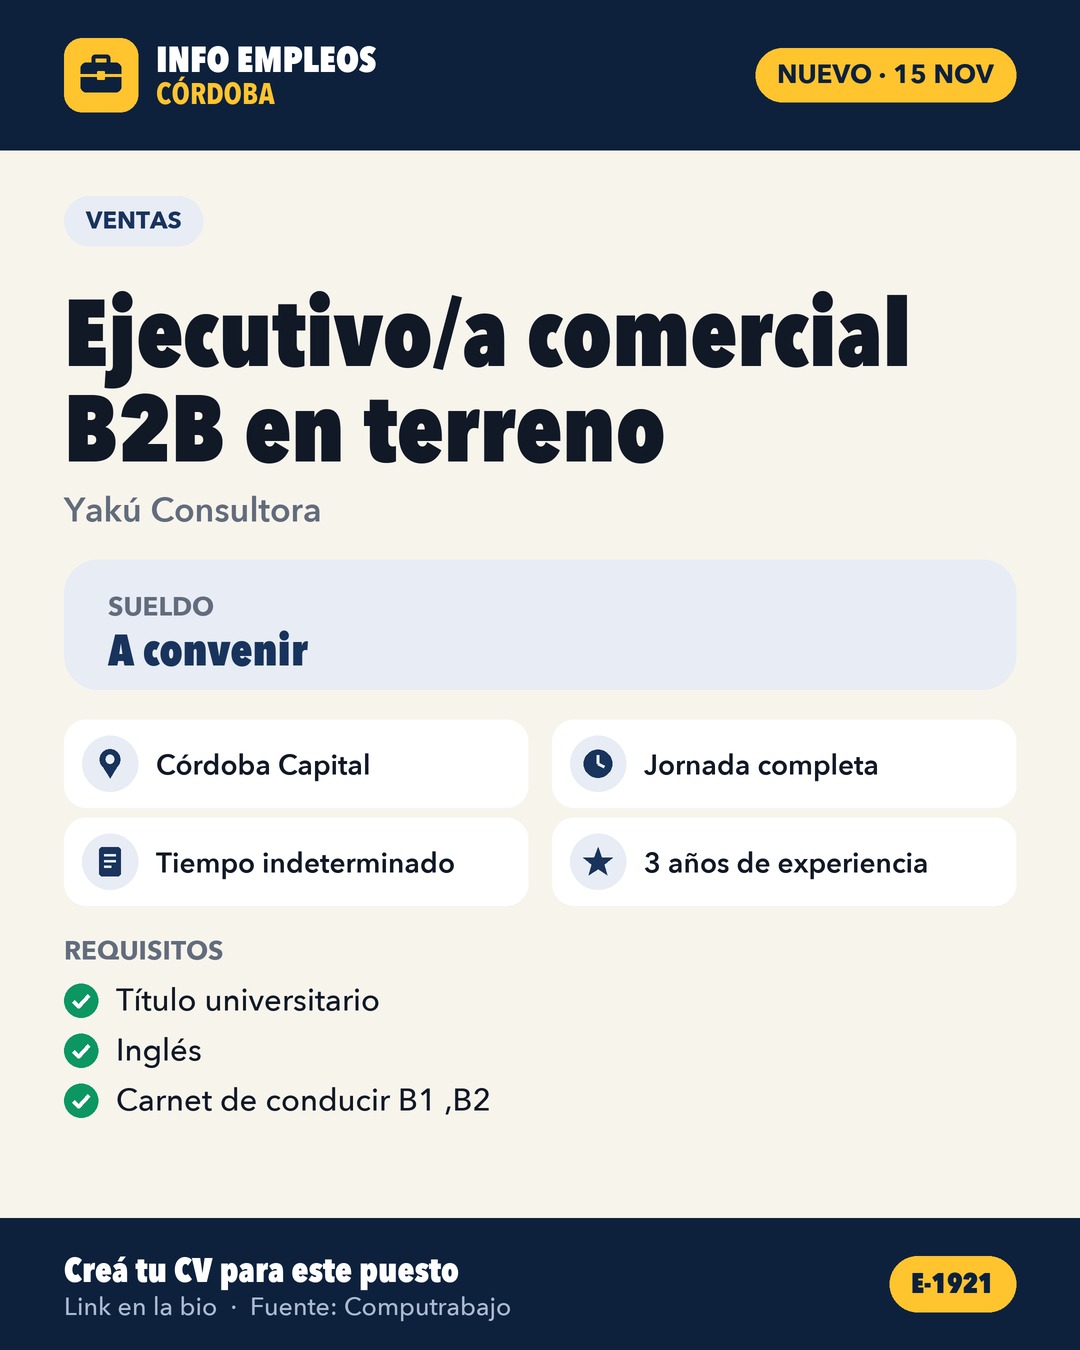 INFO EMPLEOS
CÓRDOBA
NUEVO · 15 NOV
VENTAS
Ejecutivo/a comercial
B2B en terreno
Yakú Consultora
SUELDO
A convenir
Córdoba Capital
Jornada completa
Tiempo indeterminado
3 años de experiencia
REQUISITOS
Título universitario
Inglés
Carnet de conducir B1 ,B2
Creá tu CV para este puesto
Link en la bio · Fuente: Computrabajo
E-1921